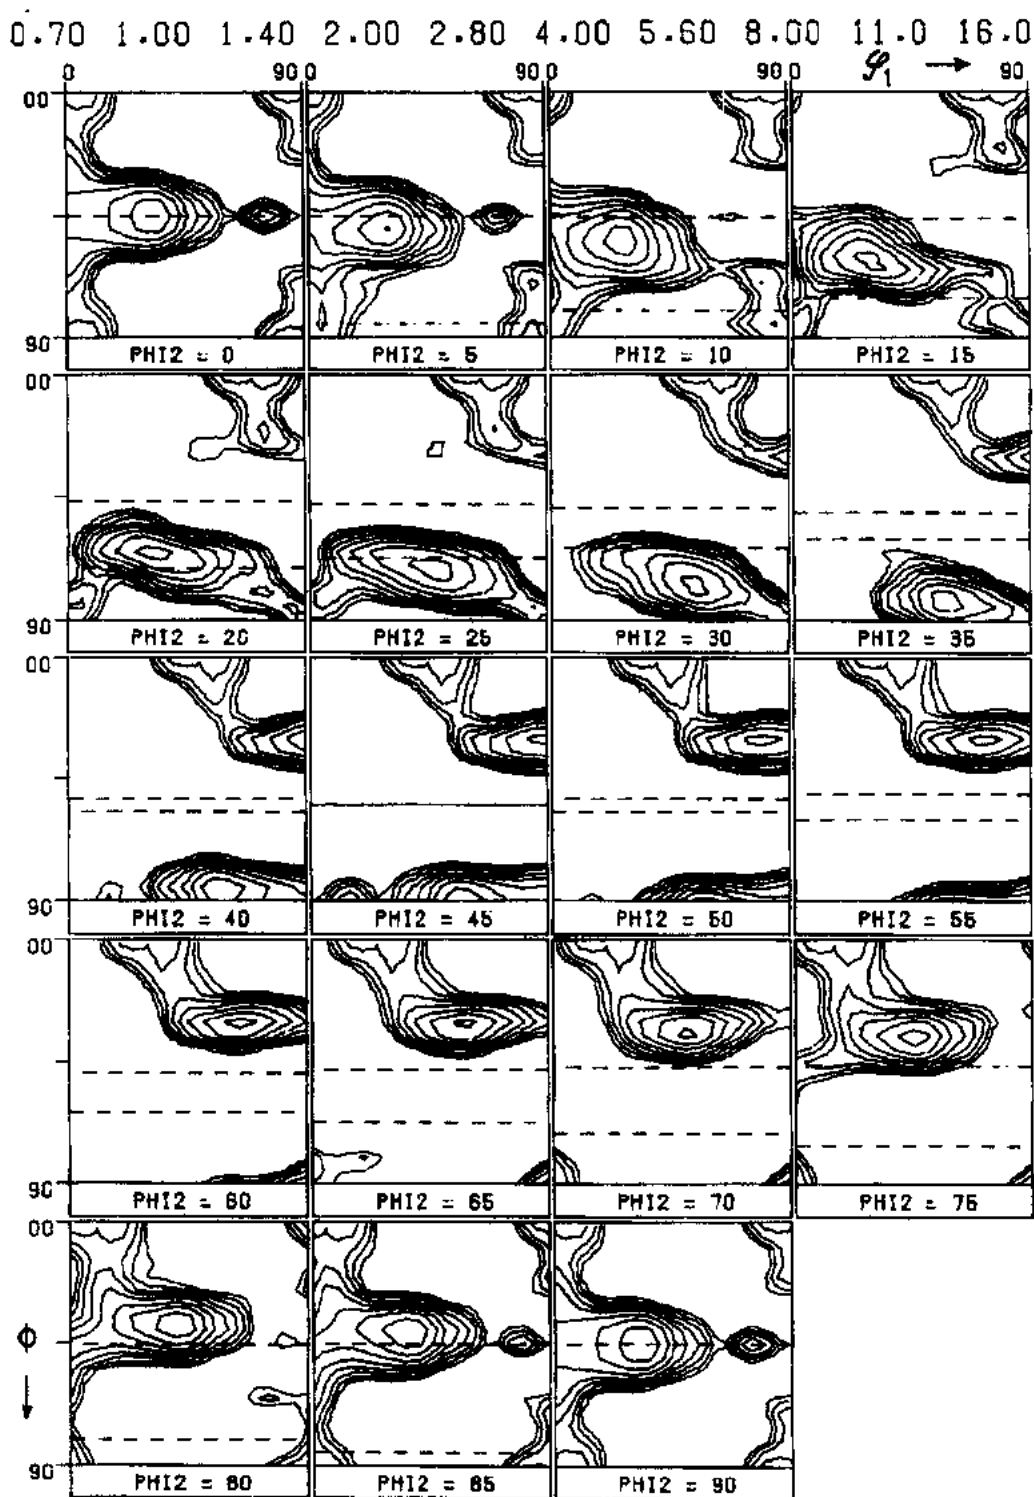 0.70 1.00 1.40 2.00 2.80 4.00 5.60 8.00 11.0 16.0
0 90 0 90 0 90 0 φ₁ → 90
00
90
PHI2 = 0 PHI2 = 5 PHI2 = 10 PHI2 = 15
00
90
PHI2 = 20 PHI2 = 25 PHI2 = 30 PHI2 = 35
00
90
PHI2 = 40 PHI2 = 45 PHI2 = 50 PHI2 = 55
00
90
PHI2 = 60 PHI2 = 65 PHI2 = 70 PHI2 = 75
00
Φ
↓
90
PHI2 = 80 PHI2 = 85 PHI2 = 90